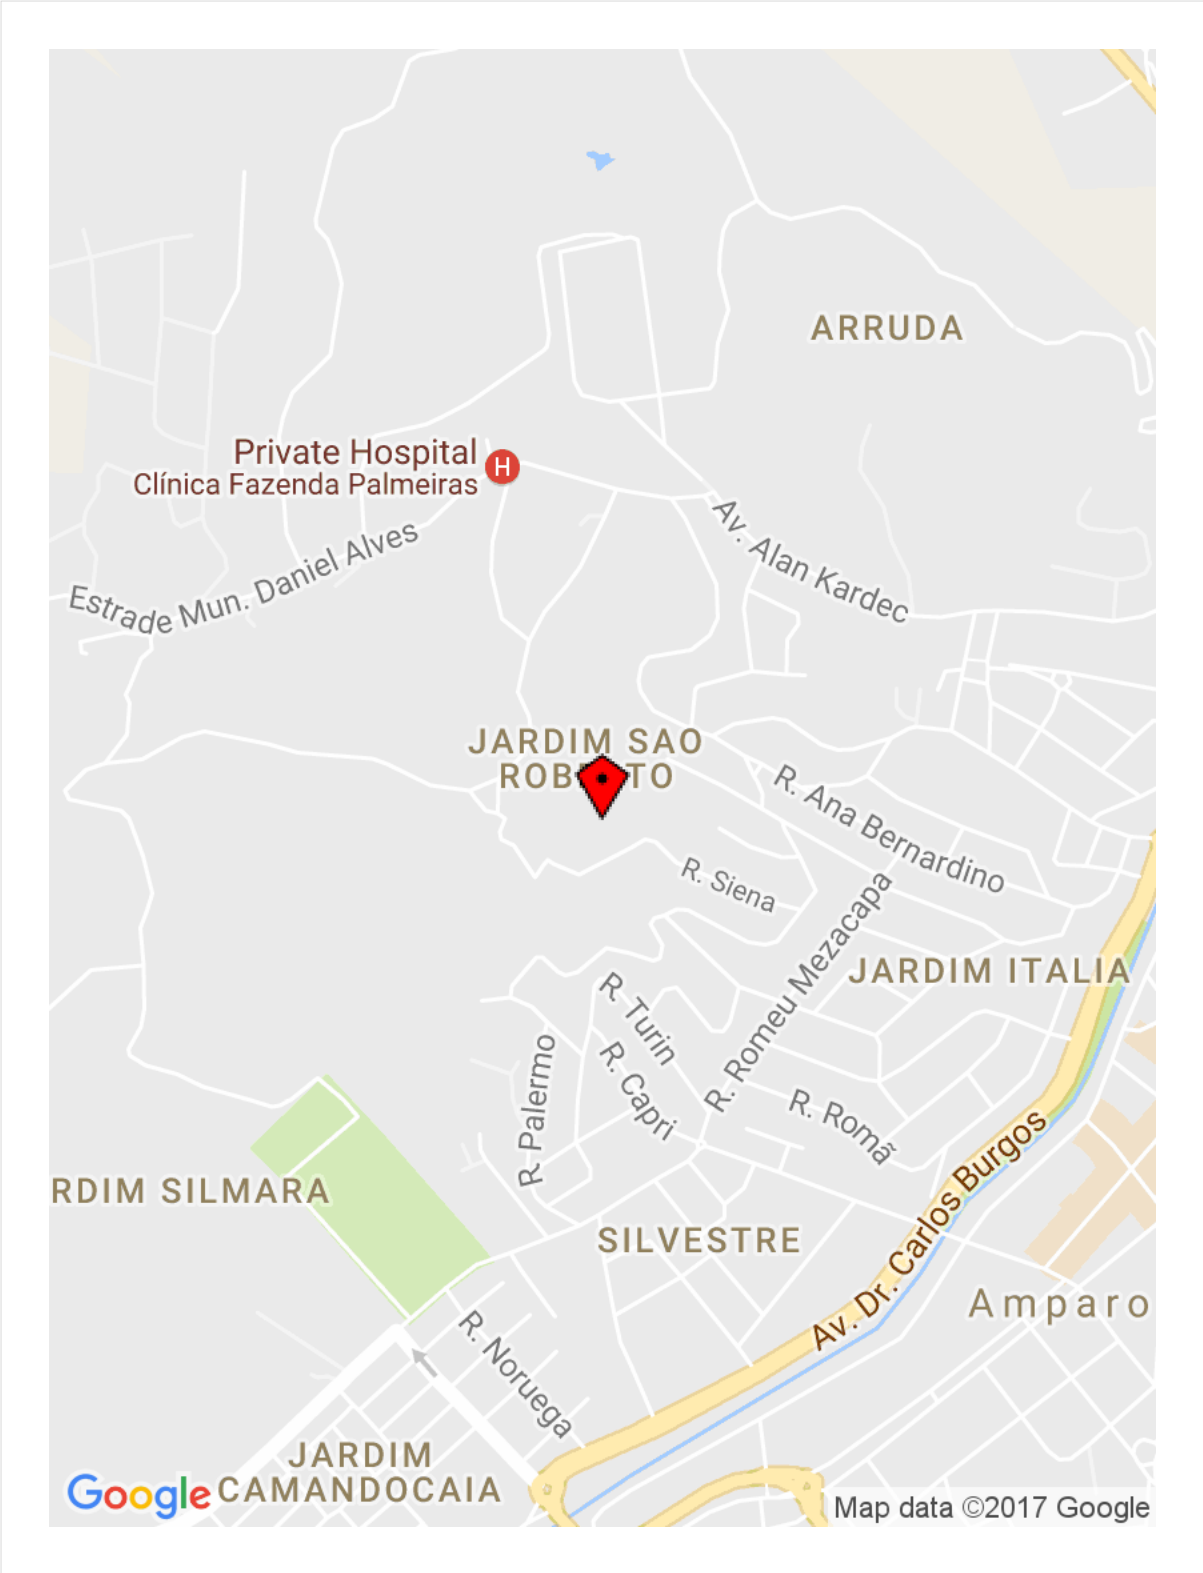 ARRUDA
Private Hospital
Clínica Fazenda Palmeiras
H
Av. Alan Kardec
Estrade Mun. Daniel Alves
JARDIM SAO
ROB TO
R. Ana Bernardino
R. Siena
R. Romeu Mezacapa
JARDIM ITALIA
R. Turin
R. Capri
R. Palermo
R. Romã
Av. Dr. Carlos Burgos
RDIM SILMARA
SILVESTRE
Amparo
R. Noruega
JARDIM
CAMANDOCAIA
Google
Map data ©2017 Google